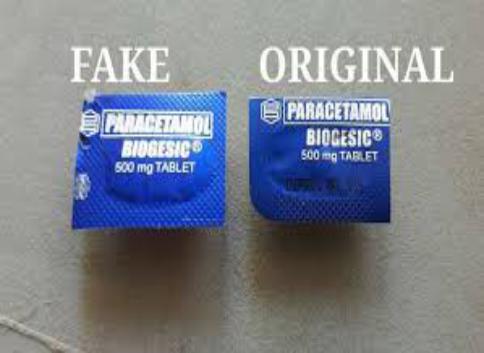 FAKE
ORIGINAL
PARACETAMOL
BIOGESIC®
500 mg TABLET
PARACETAMOL
BIOGESIC®
500 mg TABLET